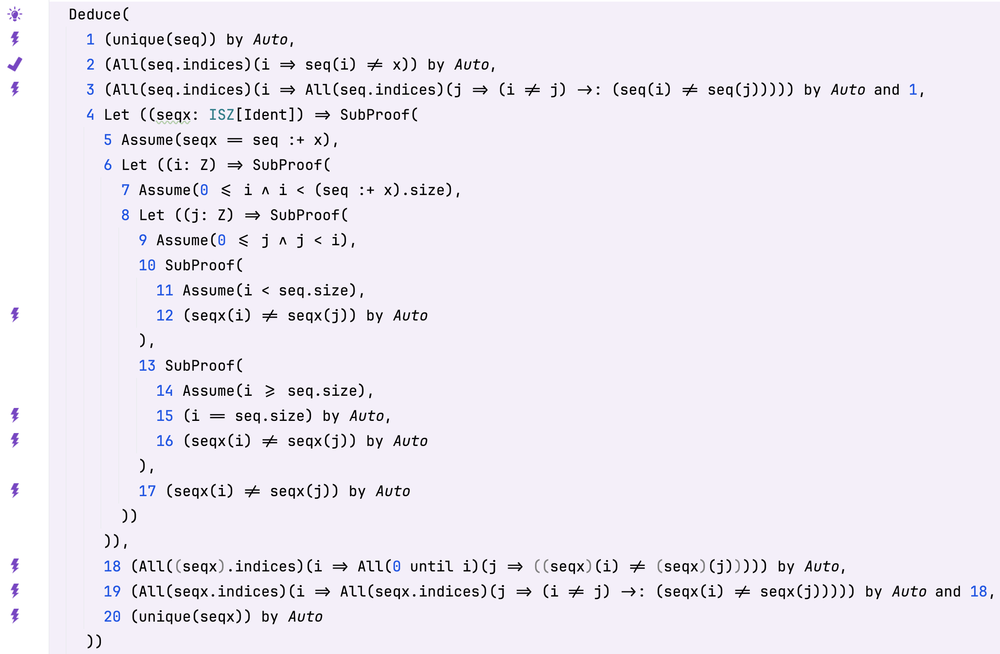 Deduce(
1 (unique(seq)) by Auto,
2 (All(seq.indices)(i ⇒ seq(i) ≠ x)) by Auto,
3 (All(seq.indices)(i ⇒ All(seq.indices)(j ⇒ (i ≠ j) →: (seq(i) ≠ seq(j))))) by Auto and 1,
4 Let ((seqx: ISZ[Ident]) ⇒ SubProof(
5 Assume(seqx == seq :+ x),
6 Let ((i: Z) ⇒ SubProof(
7 Assume(0 ⩽ i ∧ i < (seq :+ x).size),
8 Let ((j: Z) ⇒ SubProof(
9 Assume(0 ⩽ j ∧ j < i),
10 SubProof(
11 Assume(i < seq.size),
12 (seqx(i) ≠ seqx(j)) by Auto
),
13 SubProof(
14 Assume(i ⩾ seq.size),
15 (i == seq.size) by Auto,
16 (seqx(i) ≠ seqx(j)) by Auto
),
17 (seqx(i) ≠ seqx(j)) by Auto
))
)),
18 (All((seqx).indices)(i ⇒ All(0 until i)(j ⇒ ((seqx)(i) ≠ (seqx)(j))))) by Auto,
19 (All(seqx.indices)(i ⇒ All(seqx.indices)(j ⇒ (i ≠ j) →: (seqx(i) ≠ seqx(j))))) by Auto and 18,
20 (unique(seqx)) by Auto
))